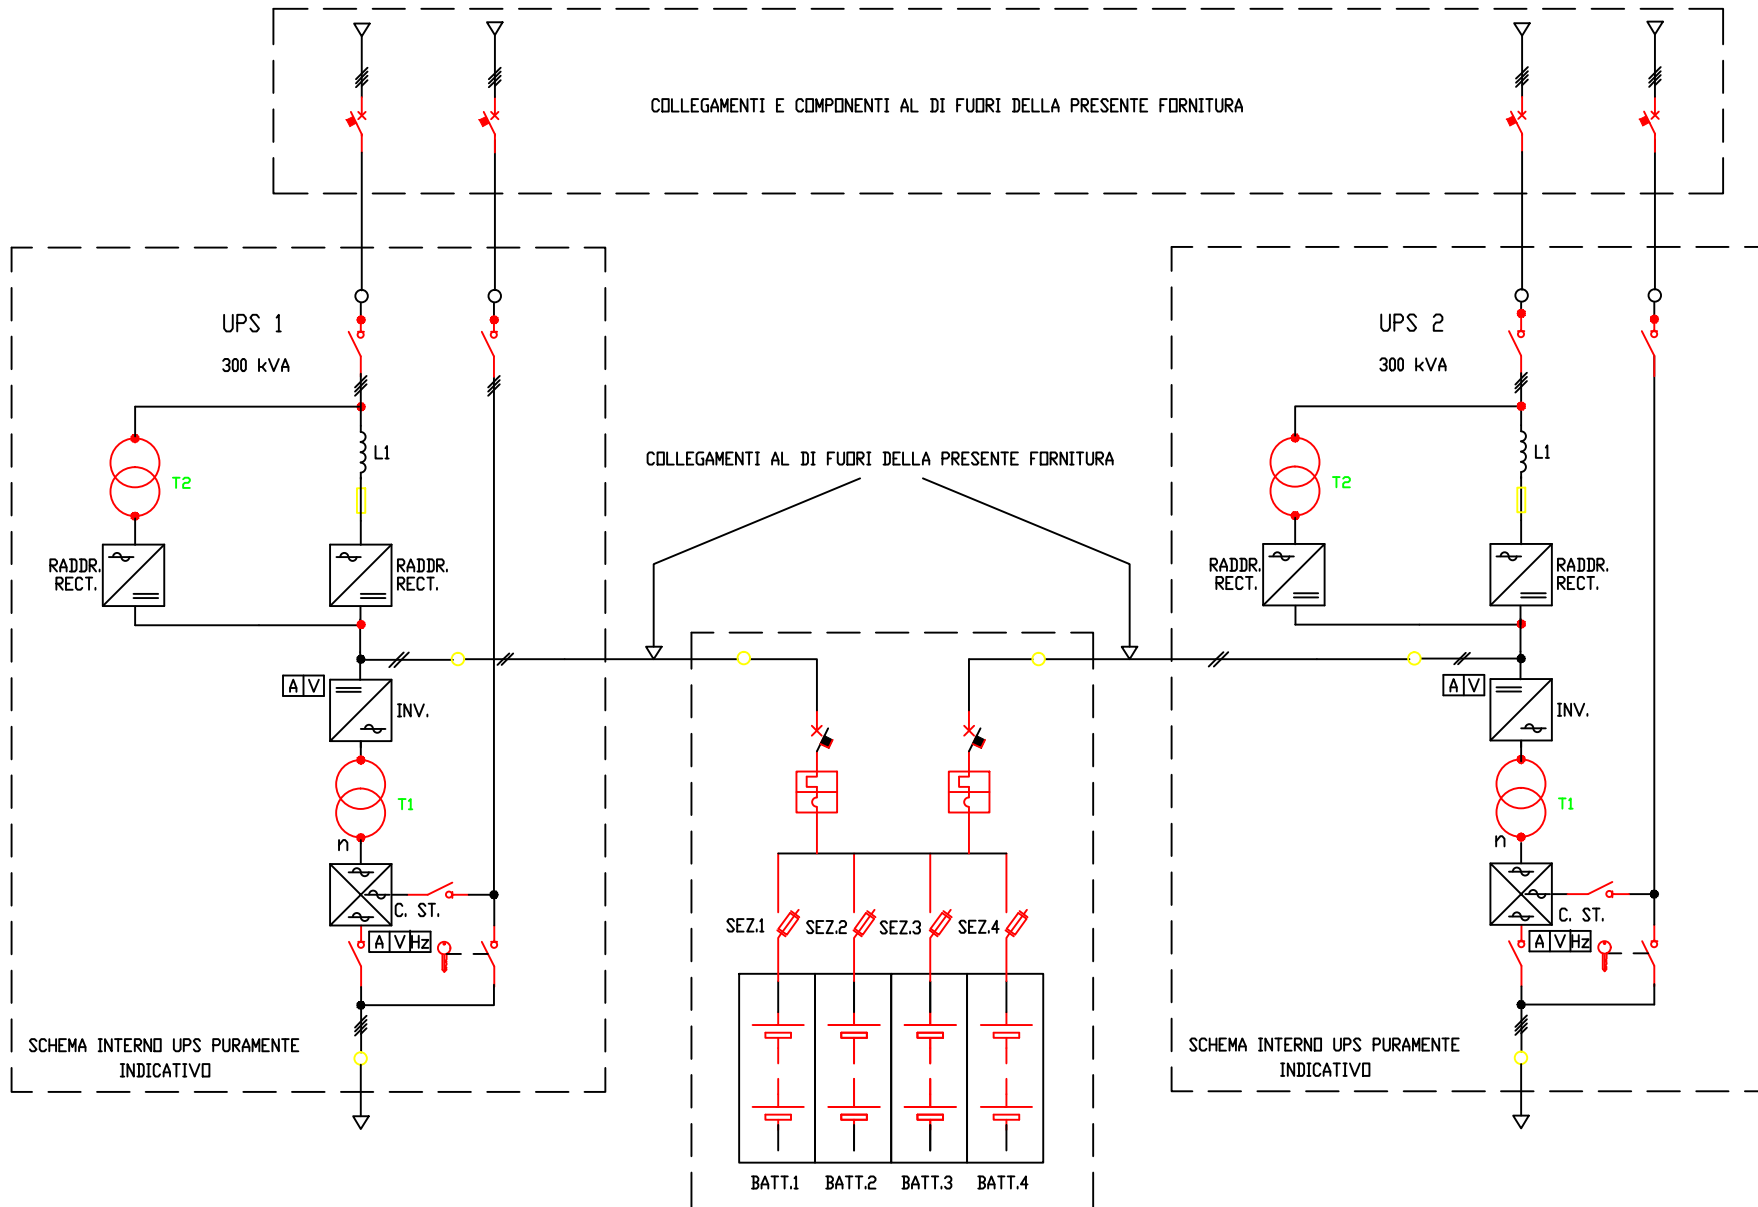 COLLEGAMENTI E COMPONENTI AL DI FUORI DELLA PRESENTE FORNITURA
UPS 1
300 kVA
UPS 2
300 kVA
COLLEGAMENTI AL DI FUORI DELLA PRESENTE FORNITURA
L1
T2
RADDR.
RECT.
RADDR.
RECT.
A V
INV.
T1
n
C. ST.
A V Hz
SCHEMA INTERNO UPS PURAMENTE
INDICATIVO
SEZ.1
SEZ.2
SEZ.3
SEZ.4
BATT.1
BATT.2
BATT.3
BATT.4
L1
T2
RADDR.
RECT.
RADDR.
RECT.
A V
INV.
T1
n
C. ST.
A V Hz
SCHEMA INTERNO UPS PURAMENTE
INDICATIVO